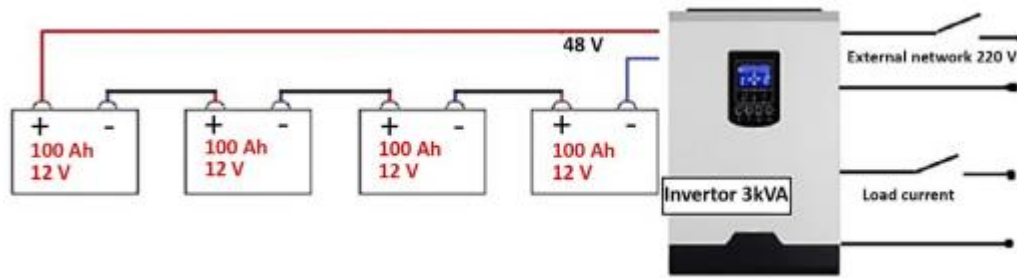 48 V
External network 220 V
+ -
100 Ah
12 V
+ -
100 Ah
12 V
+ -
100 Ah
12 V
+ -
100 Ah
12 V
Invertor 3kVA
Load current